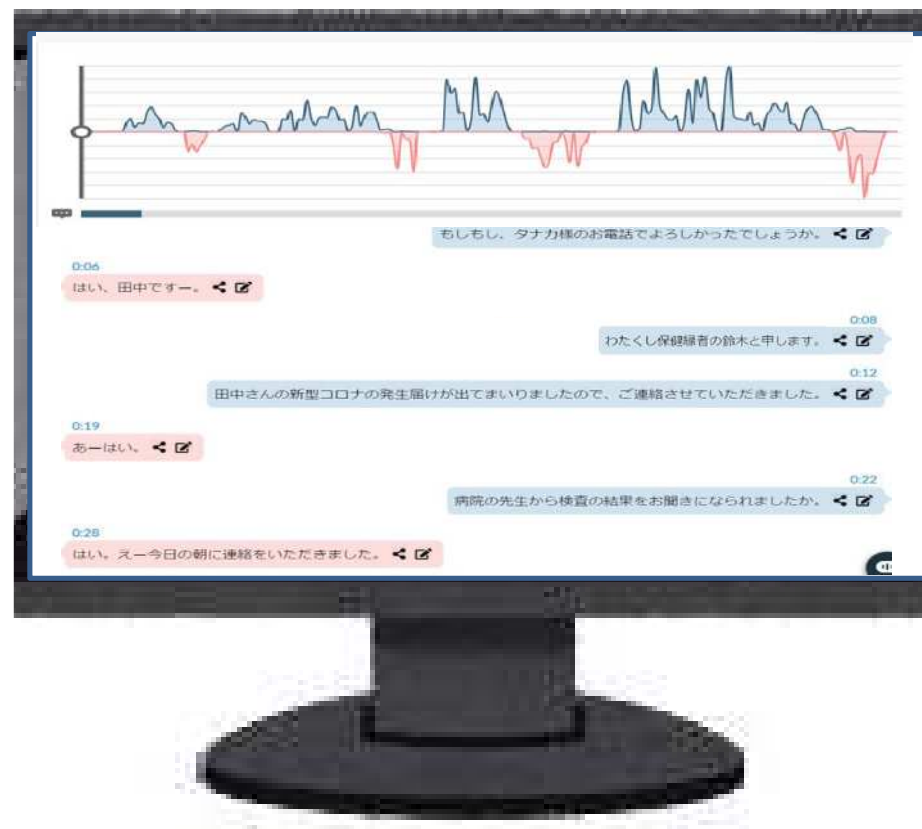 もしもし、タナカ様のお電話でよろしかったでしょうか。
0:06
はい、田中ですー。
0:08
わたくし保健縁者の鈴木と申します。
0:12
田中さんの新型コロナの発生届けが出てまいりましたので、ご連絡させていただきました。
0:19
あーはい。
0:22
病院の先生から検査の結果をお聞きになられましたか。
0:28
はい。えー今日の朝に連絡をいただきました。